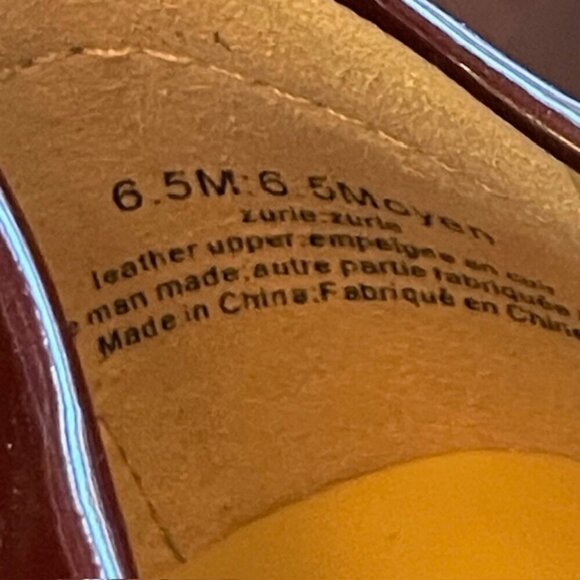 6.5M:6.5Moyen
zurie:zurie
leather upper:empeigne en cuir
man made;autre partie fabriquée
Made in China:Fabriqué en Chine